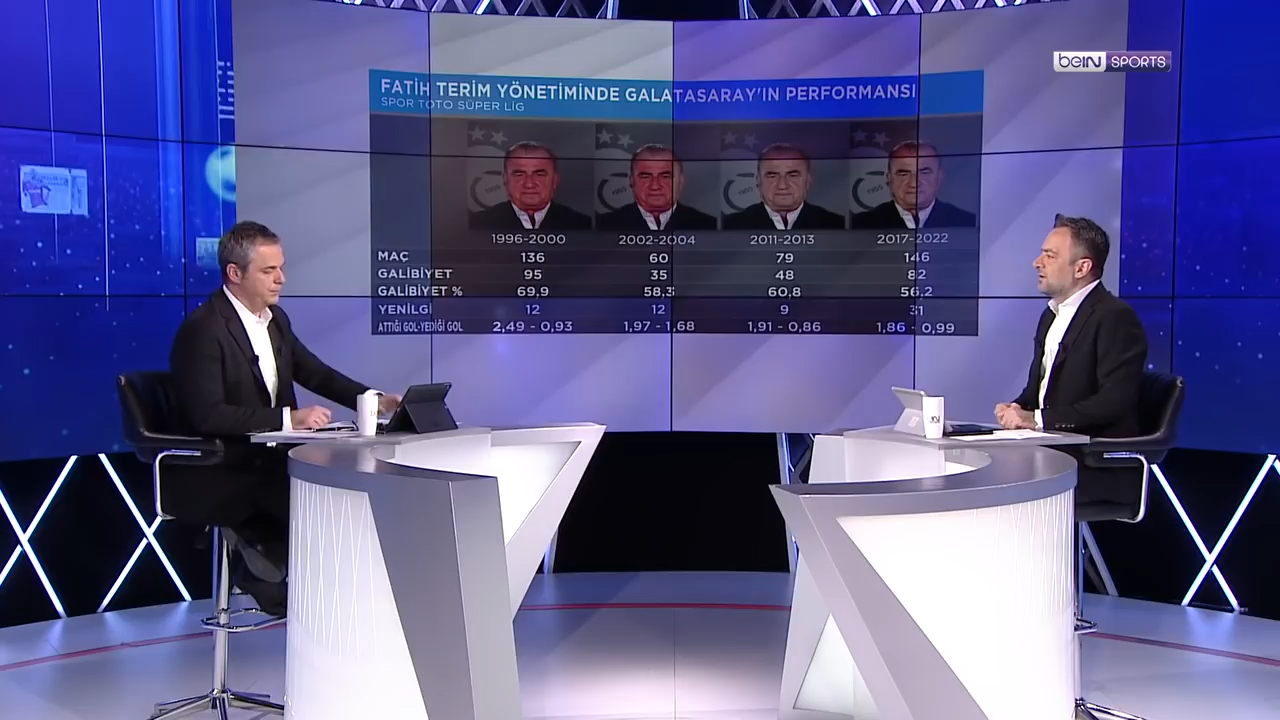 beIN SPORTS
FATİH TERİM YÖNETİMİNDE GALATASARAY'IN PERFORMANSI
SPOR TOTO SÜPER LİG
1996-2000 2002-2004 2011-2013 2017-2022
MAÇ 136 60 79 146
GALİBİYET 95 35 48 82
GALİBİYET % 69,9 58,3 60,8 56,2
YENİLGİ 12 12 9 31
ATTIĞI GOL-YEDİĞİ GOL 2,49 - 0,93 1,97 - 1,68 1,91 - 0,86 1,86 - 0,99